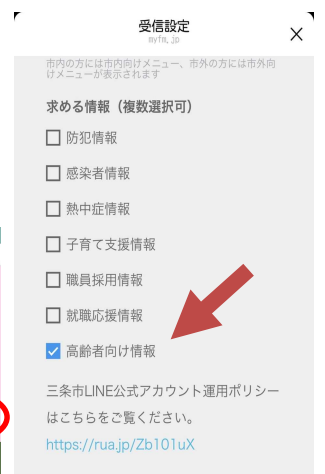 受信設定
myfm.jp
市内の方には市内向けメニュー、市外の方には市外向
けメニューが表示されます
求める情報（複数選択可）
防犯情報
感染者情報
熱中症情報
子育て支援情報
職員採用情報
就職応援情報
高齢者向け情報
三条市LINE公式アカウント運用ポリシー
はこちらをご覧ください。
https://rua.jp/Zb101uX